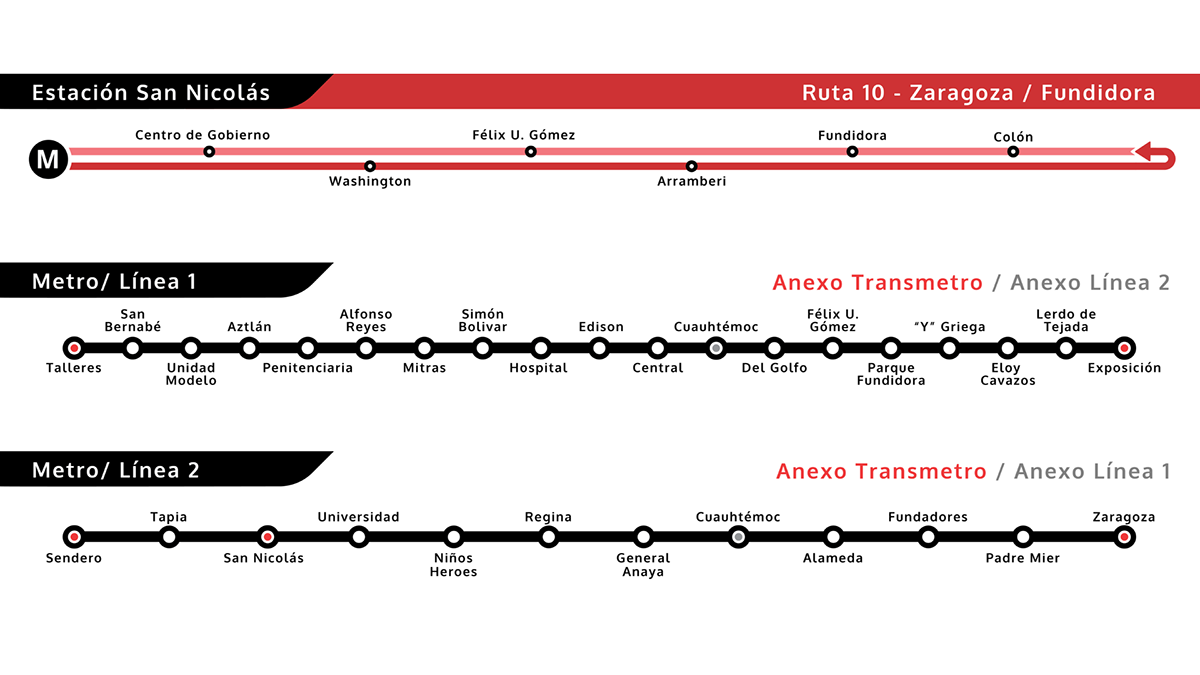 Estación San Nicolás
Ruta 10 - Zaragoza / Fundidora
Centro de Gobierno
Félix U. Gómez
Fundidora
Colón
M
Washington
Arramberi
Metro/ Línea 1
Anexo Transmetro / Anexo Línea 2
San
Bernabé
Aztlán
Alfonso
Reyes
Simón
Bolivar
Edison
Cuauhtémoc
Félix U.
Gómez
“Y” Griega
Lerdo de
Tejada
Talleres
Unidad
Modelo
Penitenciaria
Mitras
Hospital
Central
Del Golfo
Parque
Fundidora
Eloy
Cavazos
Exposición
Metro/ Línea 2
Anexo Transmetro / Anexo Línea 1
Tapia
Universidad
Regina
Cuauhtémoc
Fundadores
Zaragoza
Sendero
San Nicolás
Niños
Heroes
General
Anaya
Alameda
Padre Mier